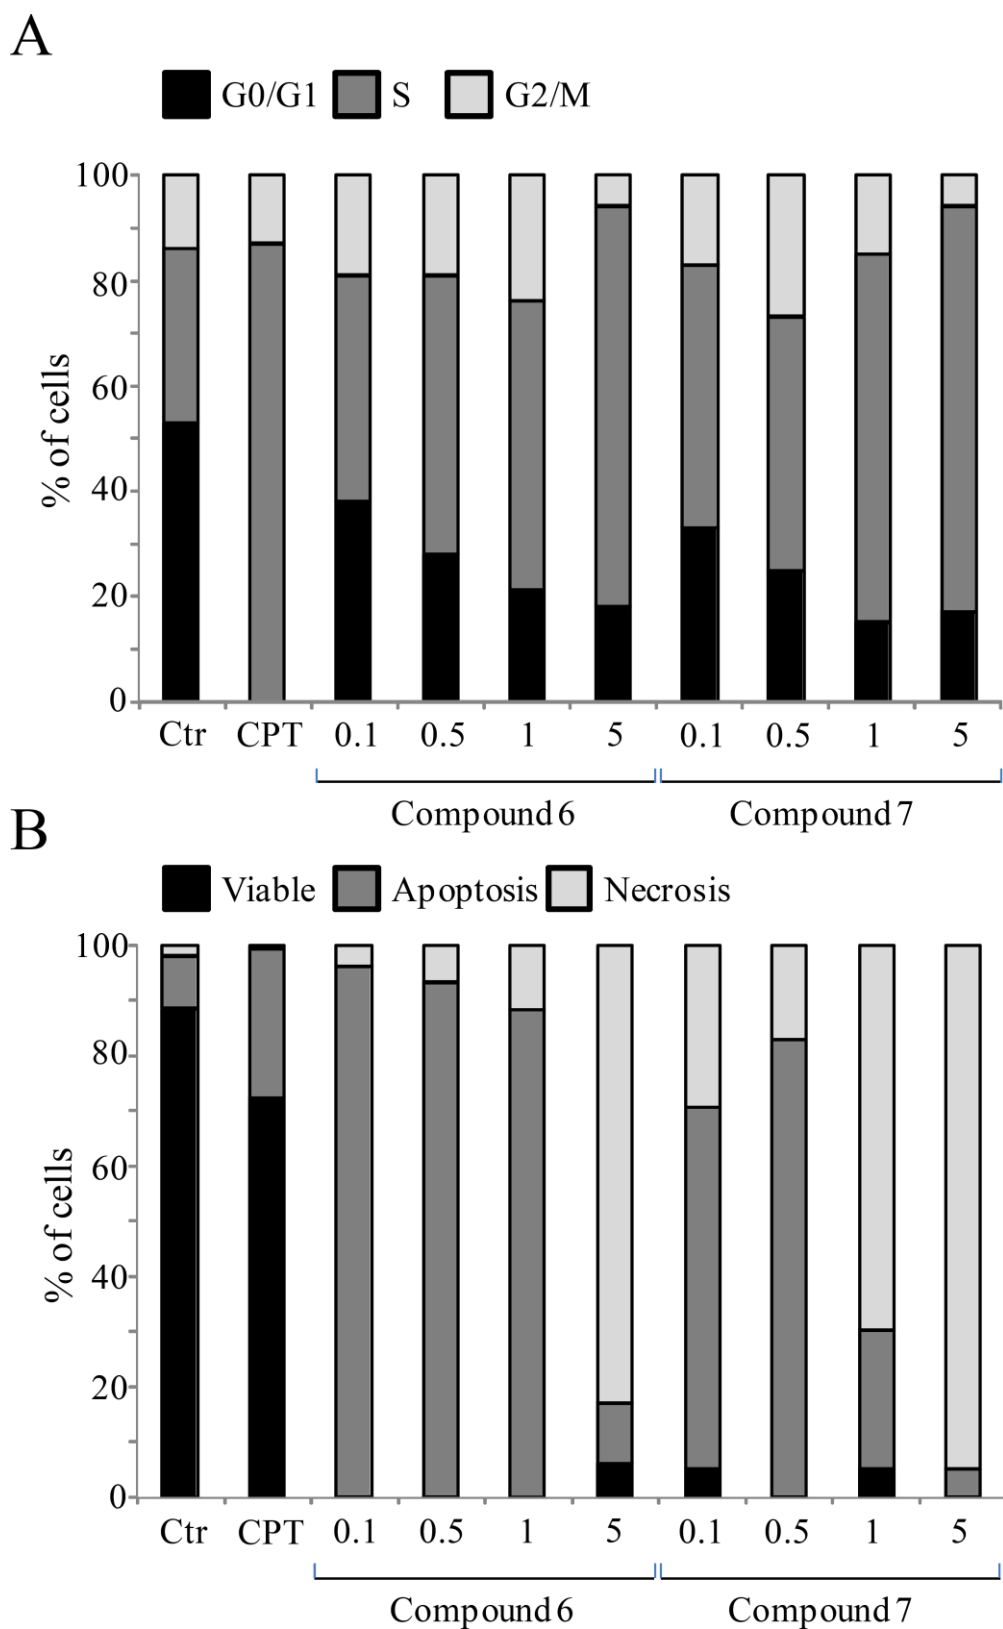 A
G0/G1 S G2/M
100
80
60
40
20
0
% of cells
Ctr CPT 0.1 0.5 1 5 0.1 0.5 1 5
Compound 6 Compound 7
B
Viable Apoptosis Necrosis
100
80
60
40
20
0
% of cells
Ctr CPT 0.1 0.5 1 5 0.1 0.5 1 5
Compound 6 Compound 7